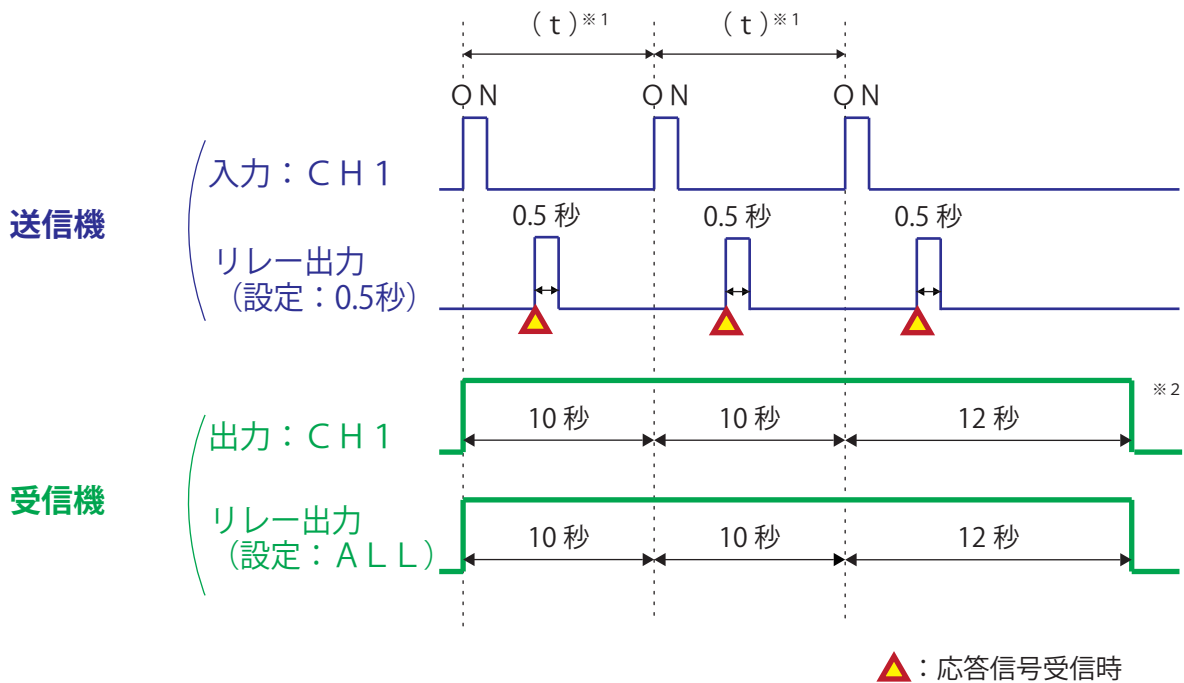 （ｔ）※１ （ｔ）※１
ＯＮ ＯＮ ＯＮ
送信機
入力：ＣＨ１
0.5 秒 0.5 秒 0.5 秒
リレー出力
（設定：0.5秒）
受信機
出力：ＣＨ１
10 秒 10 秒 12 秒 ※２
リレー出力
（設定：ＡＬＬ）
10 秒 10 秒 12 秒
：応答信号受信時